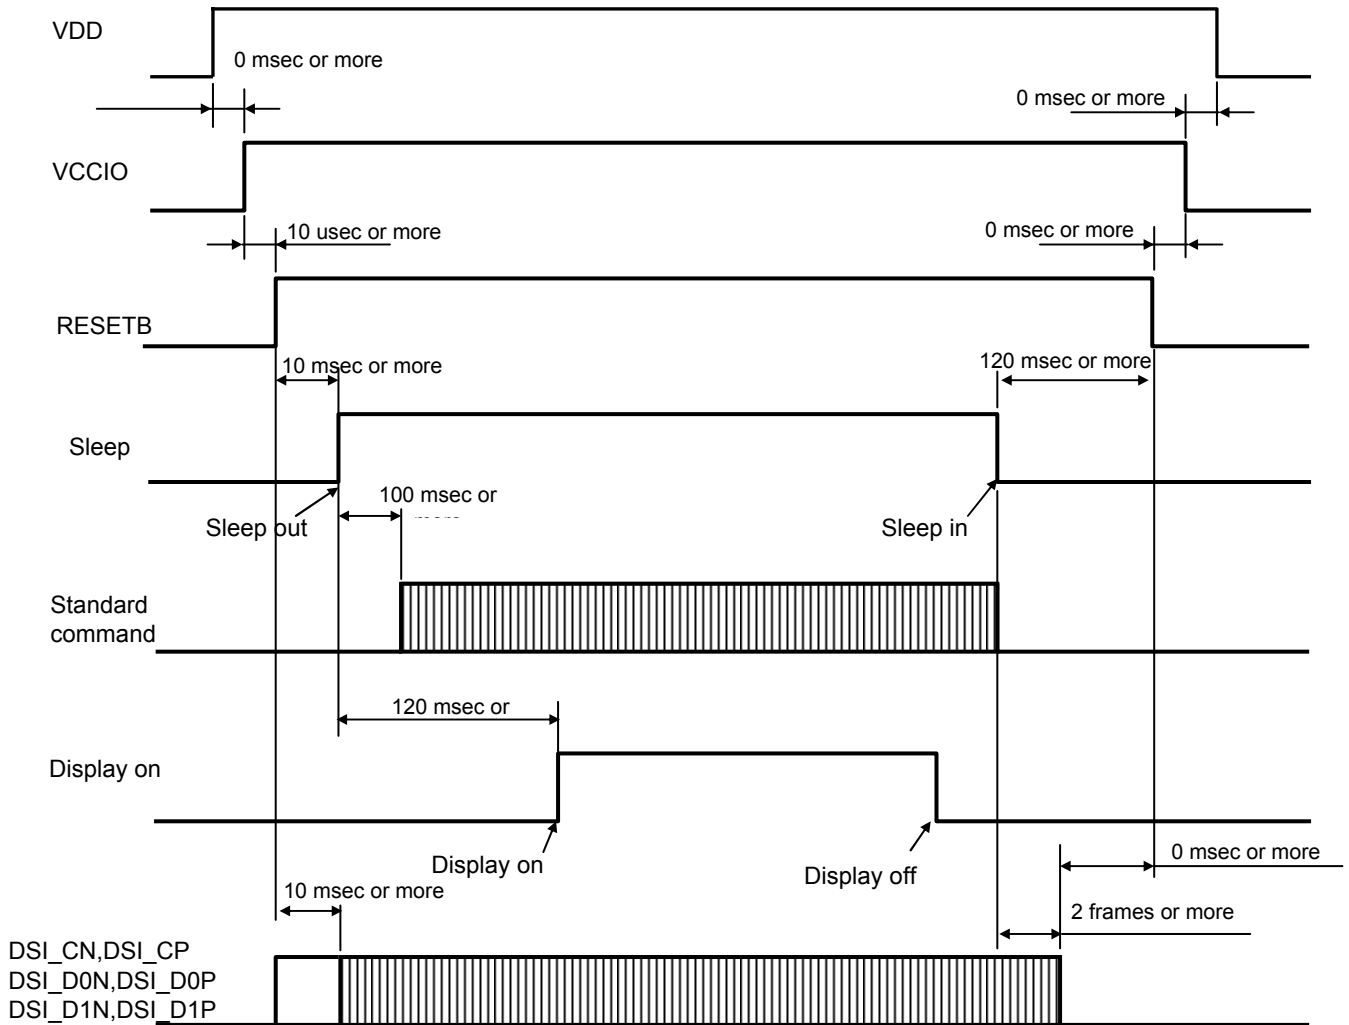 VDD
0 msec or more
0 msec or more
VCCIO
10 usec or more
0 msec or more
RESETB
10 msec or more
120 msec or more
Sleep
100 msec or
Sleep out
Sleep in
Standard
command
120 msec or
Display on
Display on
Display off
0 msec or more
10 msec or more
2 frames or more
DSI_CN,DSI_CP
DSI_D0N,DSI_D0P
DSI_D1N,DSI_D1P